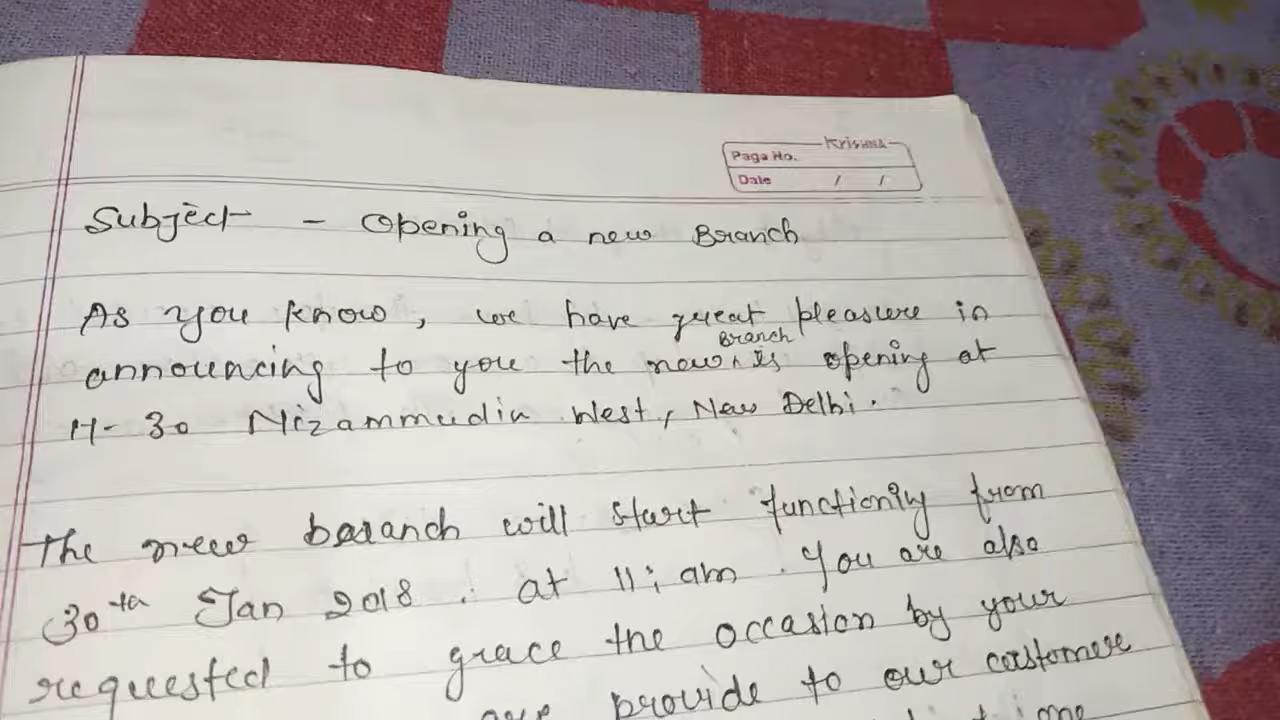 Krishna
Page No.
Date / /
Subject - Opening a new Branch
As you know, we have great pleasure in
Branch
announcing to you the new is opening at
H-30 Nizammudin West, New Delhi.
The new branch will start functioning from
30th Jan 2018. at 11: am. You are also
requested to grace the occasion by your
provide to our customere